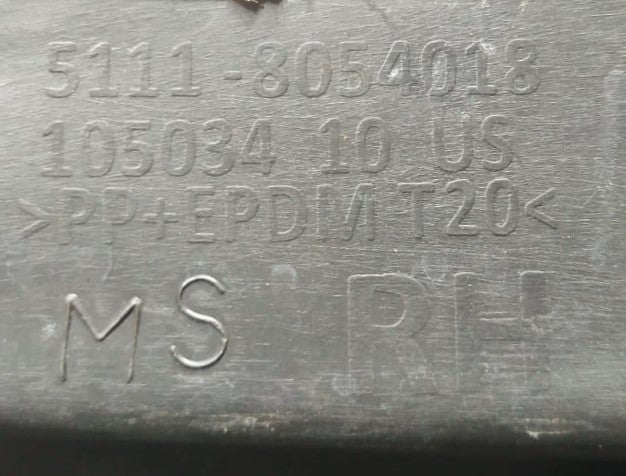 5111-8054018
105034 10 US
>PP+EPDM T20<
MS RH